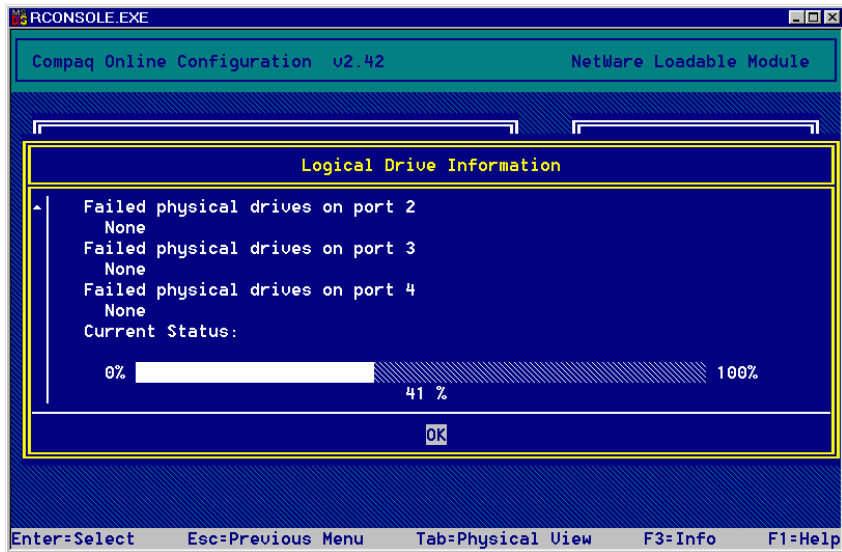 RCONSOLE.EXE
Compaq Online Configuration v2.42 NetWare Loadable Module
Logical Drive Information
Failed physical drives on port 2
None
Failed physical drives on port 3
None
Failed physical drives on port 4
None
Current Status:
0% 100%
41 %
OK
Enter=Select Esc=Previous Menu Tab=Physical View F3=Info F1=Help